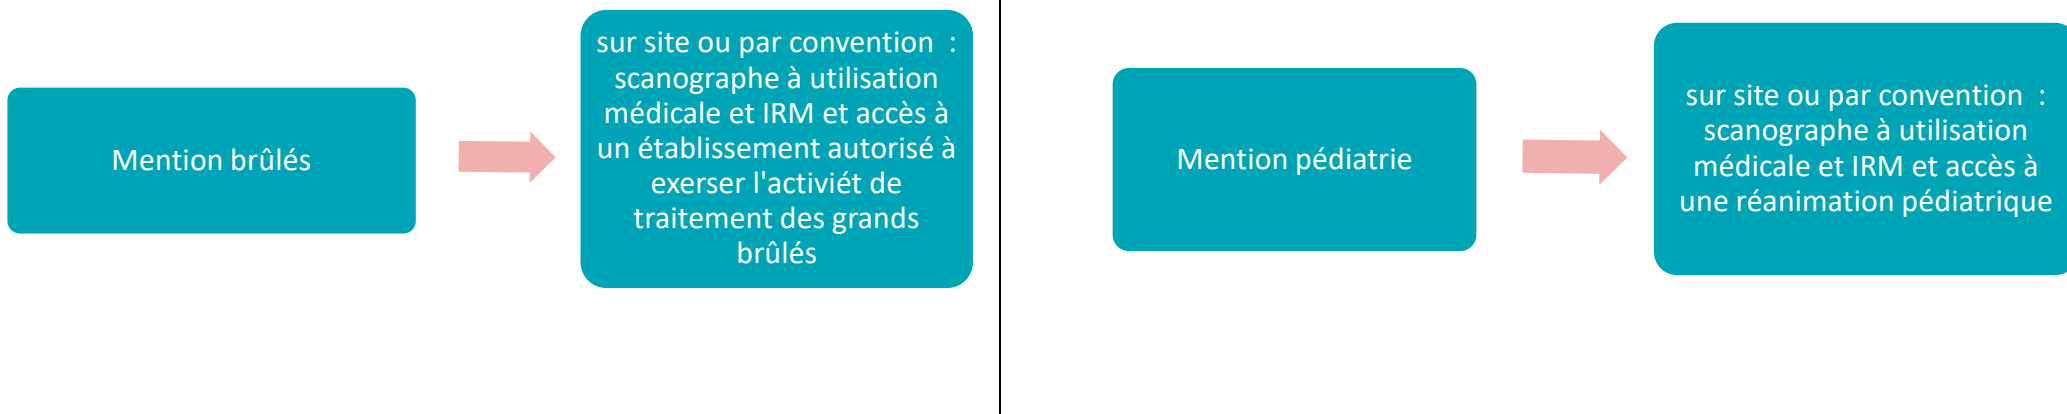 Mention brûlés
sur site ou par convention  :
scanographe à utilisation
médicale et IRM et accès à
un établissement autorisé à
exerser l'activiét de
traitement des grands
brûlés
Mention pédiatrie
sur site ou par convention  :
scanographe à utilisation
médicale et IRM et accès à
une réanimation pédiatrique